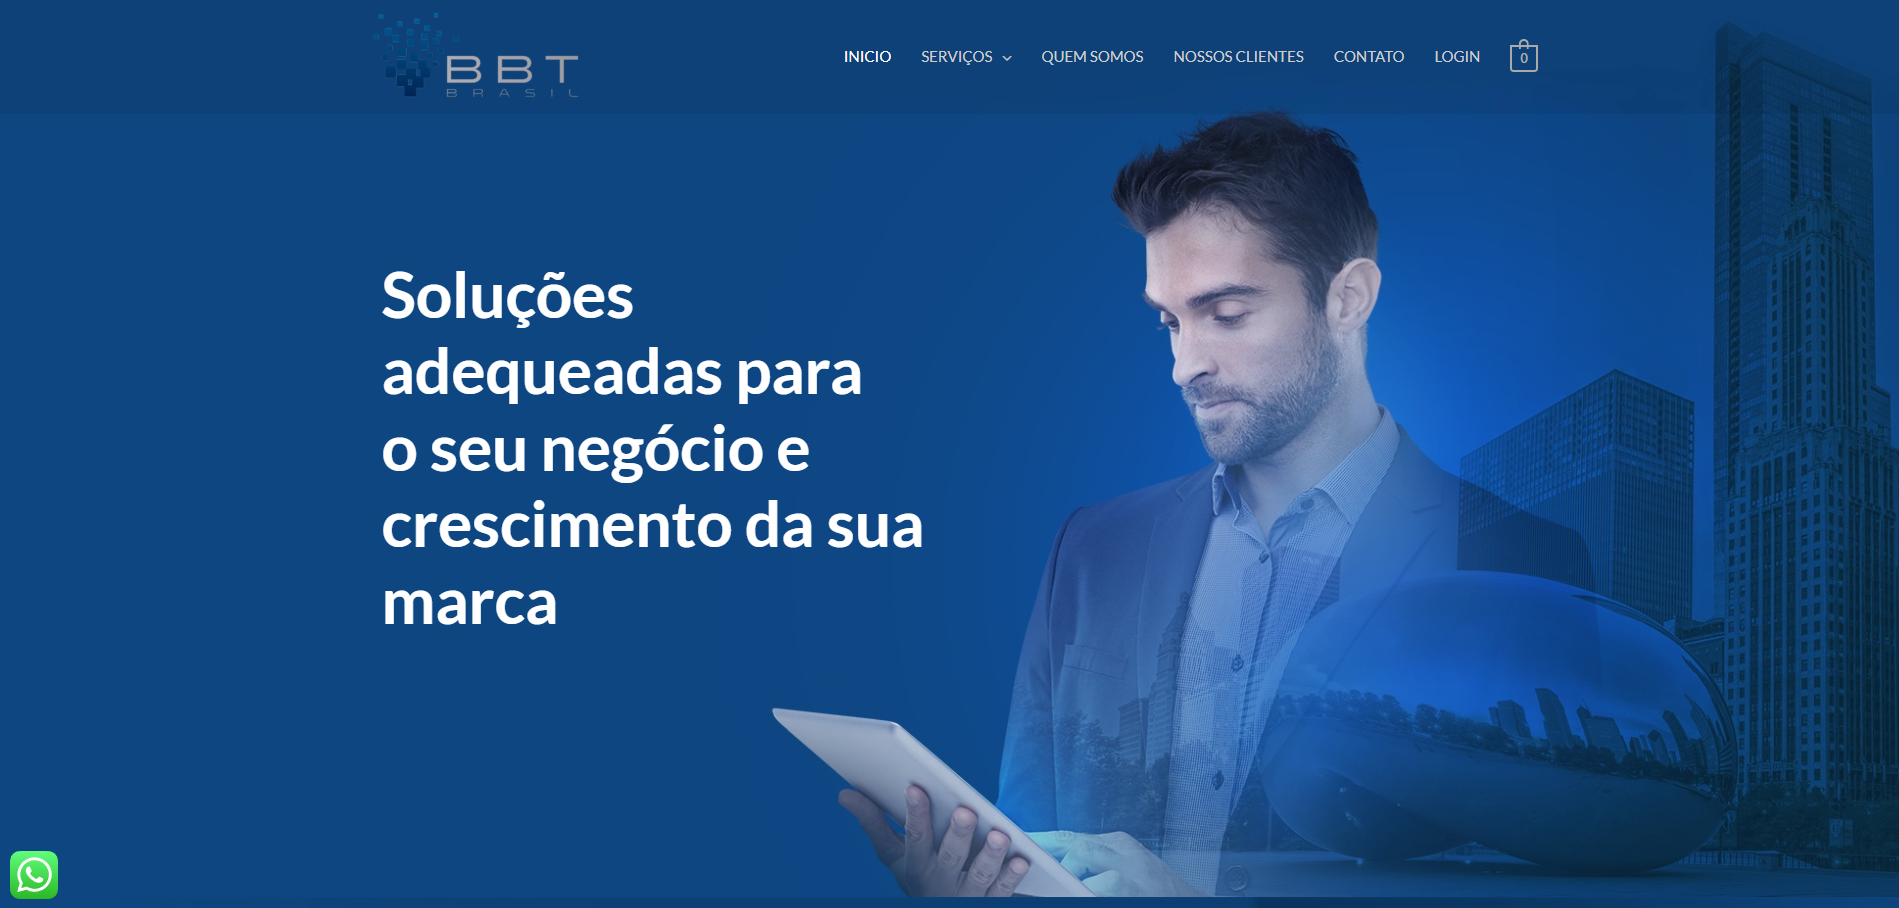 BBT
BRASIL
INICIO SERVIÇOS QUEM SOMOS NOSSOS CLIENTES CONTATO LOGIN 0
Soluções
adequeadas para
o seu negócio e
crescimento da sua
marca